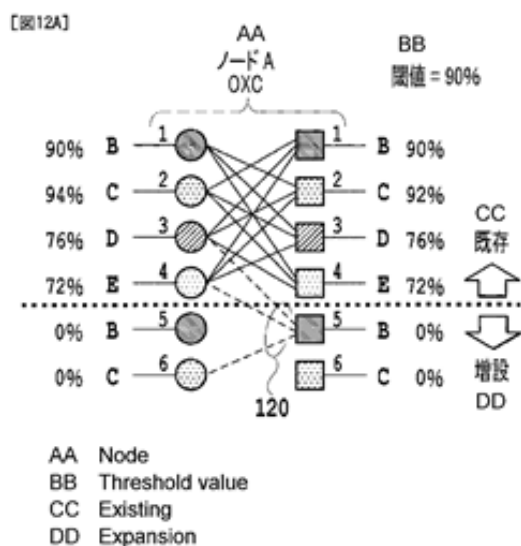 [図12A]
AA
ノードA
OXC
BB
閾値=90%
90% B 1 1 B 90%
94% C 2 2 C 92%
76% D 3 3 D 76%
CC
既存
72% E 4 4 E 72%
0% B 5 5 B 0%
0% C 6 6 C 0%
増設
DD
120
AA Node
BB Threshold value
CC Existing
DD Expansion